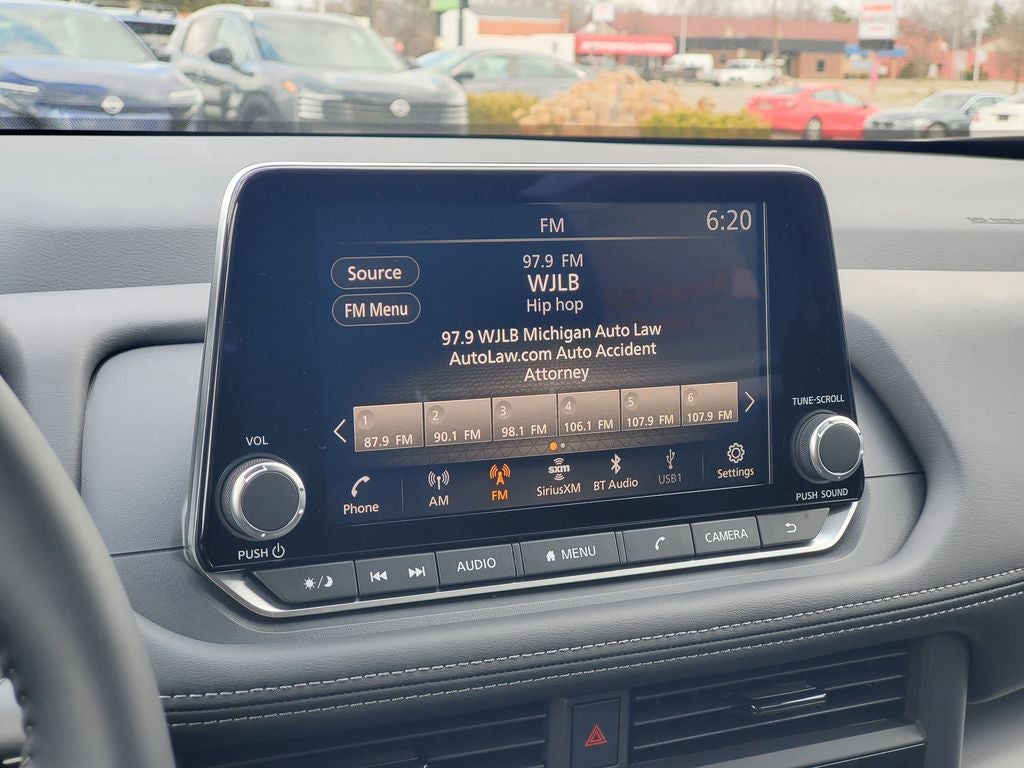 FM
6:20
Source
97.9 FM
WJLB
FM Menu
Hip hop
97.9 WJLB Michigan Auto Law
AutoLaw.com Auto Accident
Attorney
1
87.9 FM
2
90.1 FM
3
98.1 FM
4
106.1 FM
5
107.9 FM
6
107.9 FM
Phone
AM
FM
sxm
SiriusXM
BT Audio
USB1
Settings
VOL
PUSH
TUNE-SCROLL
PUSH SOUND
AUDIO
MENU
CAMERA